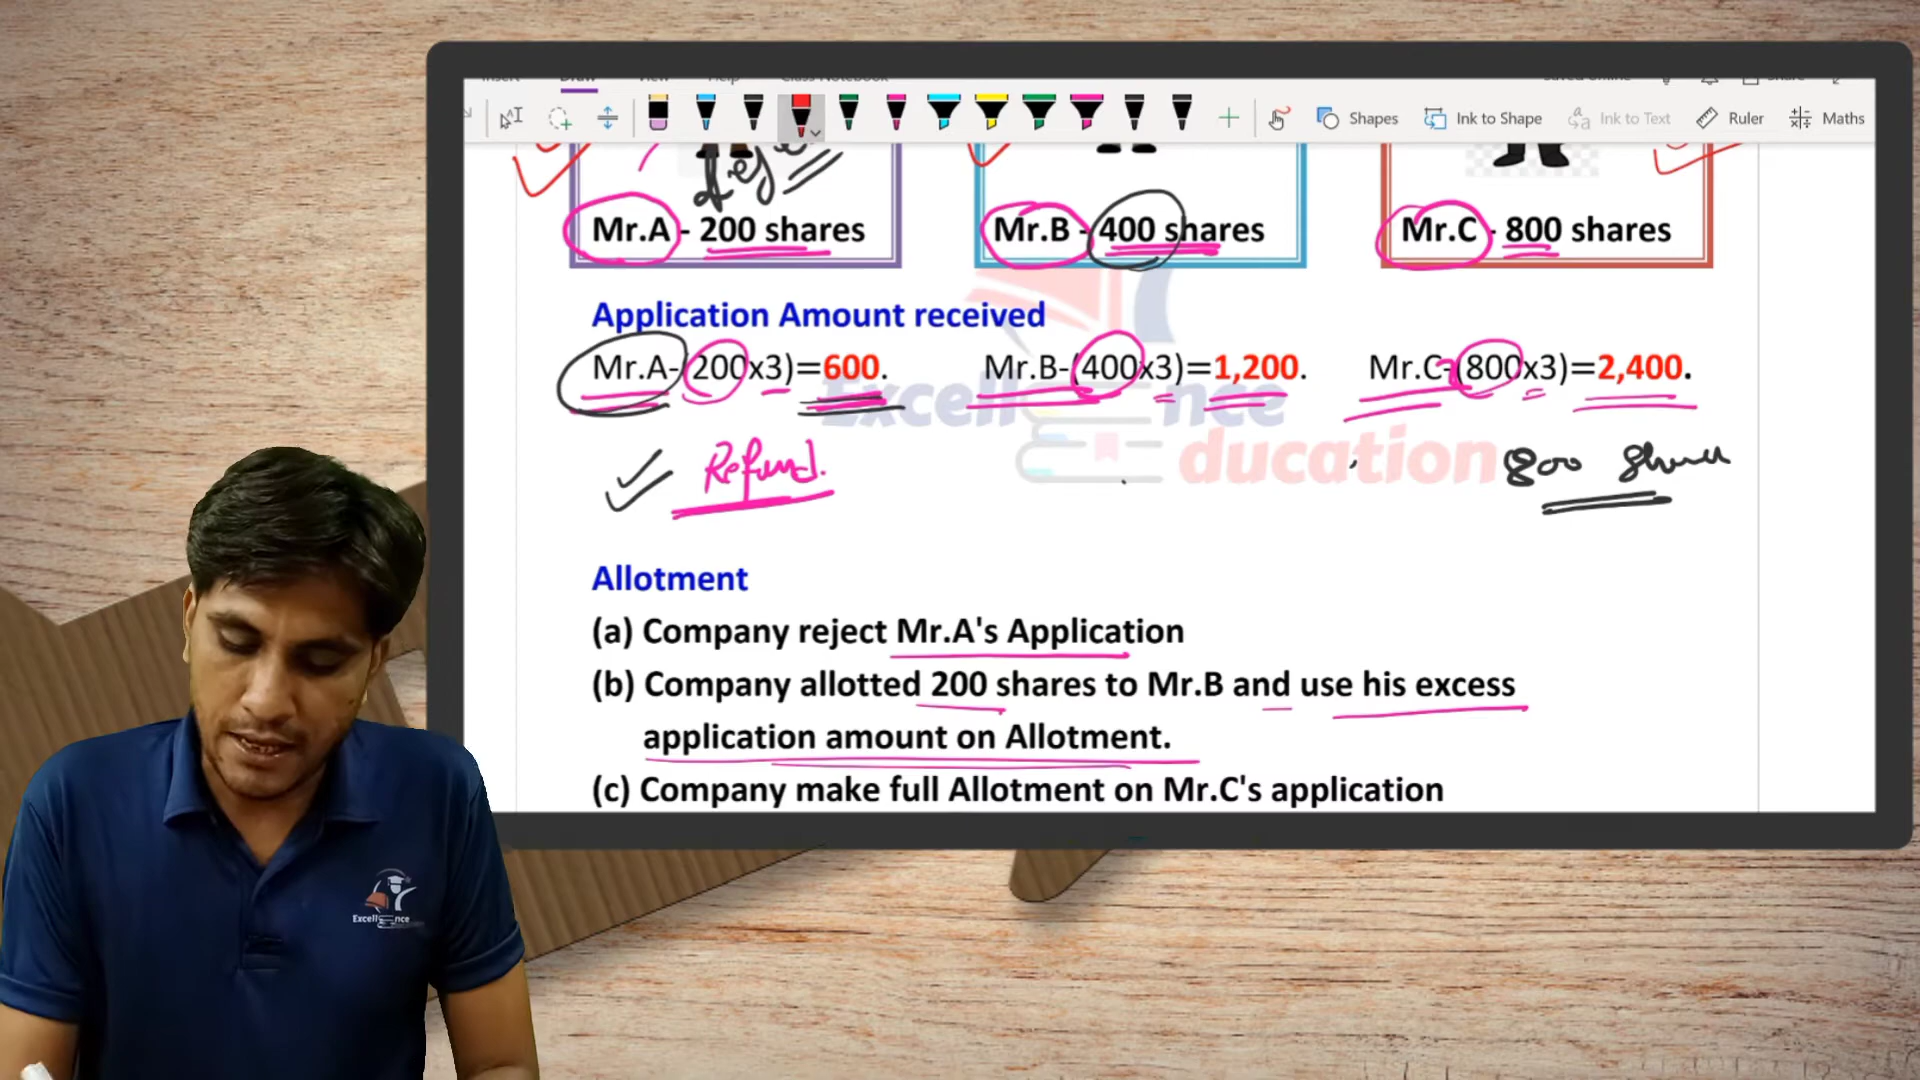 Shapes Ink to Shape Ink to Text Ruler Maths
Mr.A - 200 shares Mr.B - 400 shares Mr.C - 800 shares
Application Amount received
Mr.A-(200x3)=600. Mr.B-(400x3)=1,200. Mr.C-(800x3)=2,400.
Excellence
ducation
Refund. 800 share
Allotment
(a) Company reject Mr.A's Application
(b) Company allotted 200 shares to Mr.B and use his excess
application amount on Allotment.
(c) Company make full Allotment on Mr.C's application